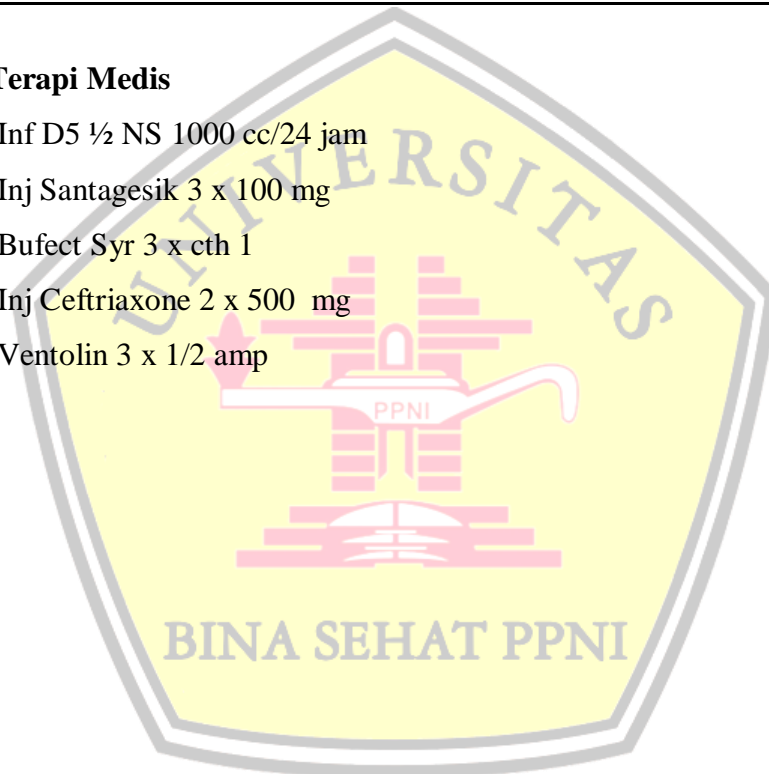 Terapi Medis
Inf D5 ½ NS 1000 cc/24 jam
Inj Santagesik 3 x 100 mg
Bufect Syr 3 x cth 1
Inj Ceftriaxone 2 x 500  mg
Ventolin 3 x 1/2 amp
UNIVERSITAS
PPNI
BINA SEHAT PPNI